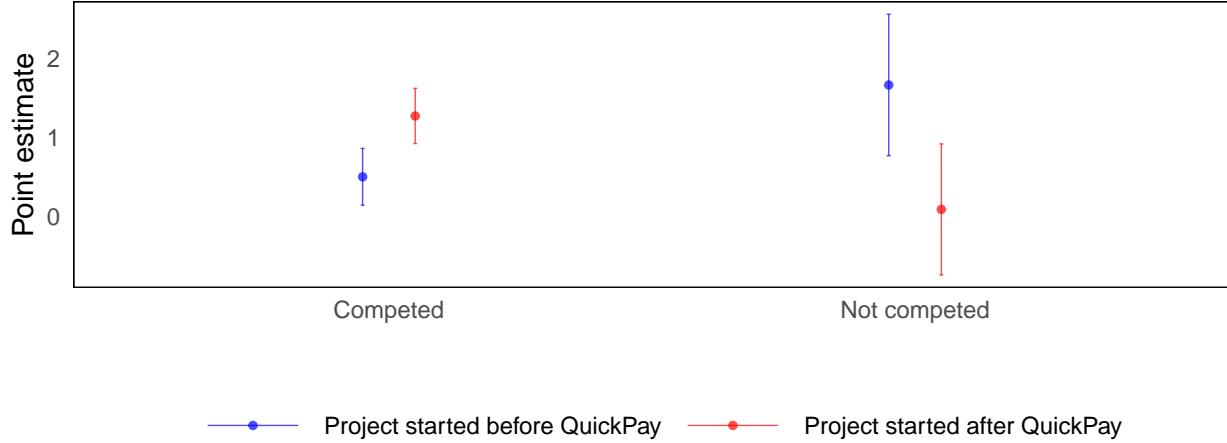 Point estimate
2
1
0
Competed
Not competed
Project started before QuickPay
Project started after QuickPay